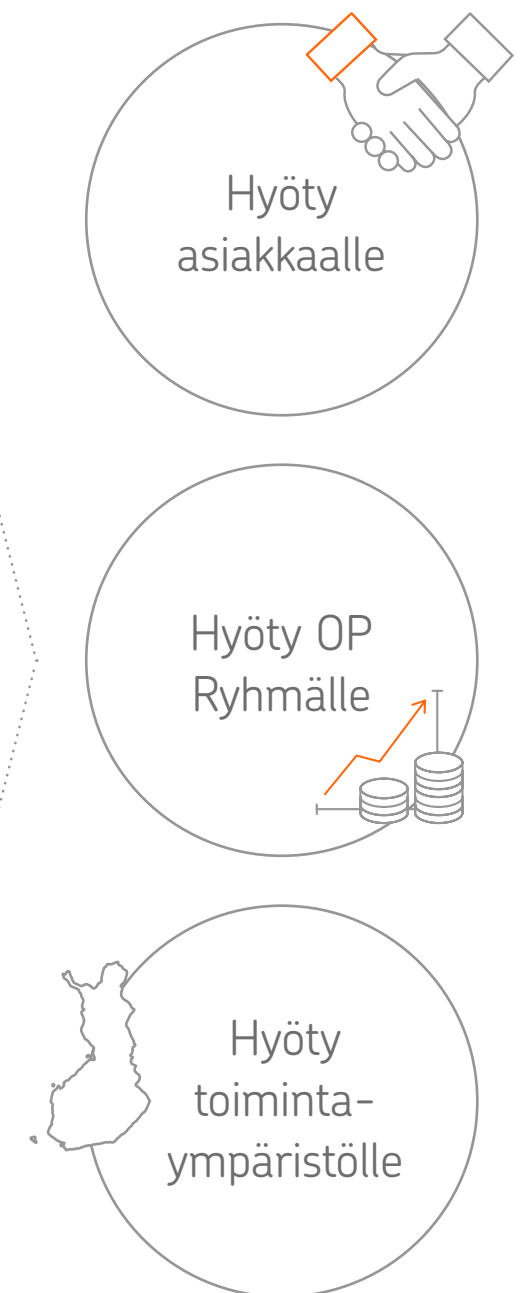 Hyöty
asiakkaalle
Hyöty OP
Ryhmälle
Hyöty
toiminta-
ympäristölle